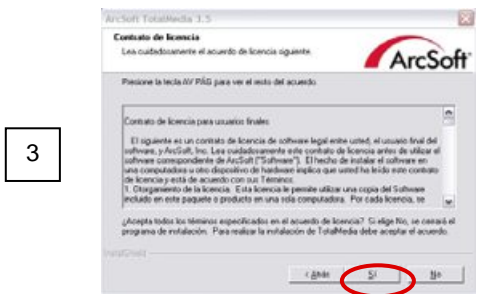 ArcSoft TotalMedia 3.5
Contrato de licencia
Lea cuidadosamente el acuerdo de licencia siguiente.
ArcSoft
Presione la tecla AV PÁG para ver el resto del acuerdo.
Contrato de licencia para usuarios finales
El siguiente es un contrato de licencia de software legal entre usted, el usuario final del
software, y ArcSoft, Inc. Lea cuidadosamente este contrato de licencia antes de utilizar el
software correspondiente de ArcSoft ("Software"). El hecho de instalar el software en
una computadora u otro dispositivo de hardware implica que usted ha leído este contrato
de licencia y está de acuerdo con sus Términos.
1. Otorgamiento de la licencia. Esta licencia le permite utilizar una copia del Software
incluido en este paquete o producto en una sola computadora. Por cada licencia, se
3
¿Acepta todos los términos especificados en el acuerdo de licencia? Si elige No, se cerrará el
programa de instalación. Para realizar la instalación de TotalMedia debe aceptar el acuerdo.
InstallShield
< Atrás
Sí
No